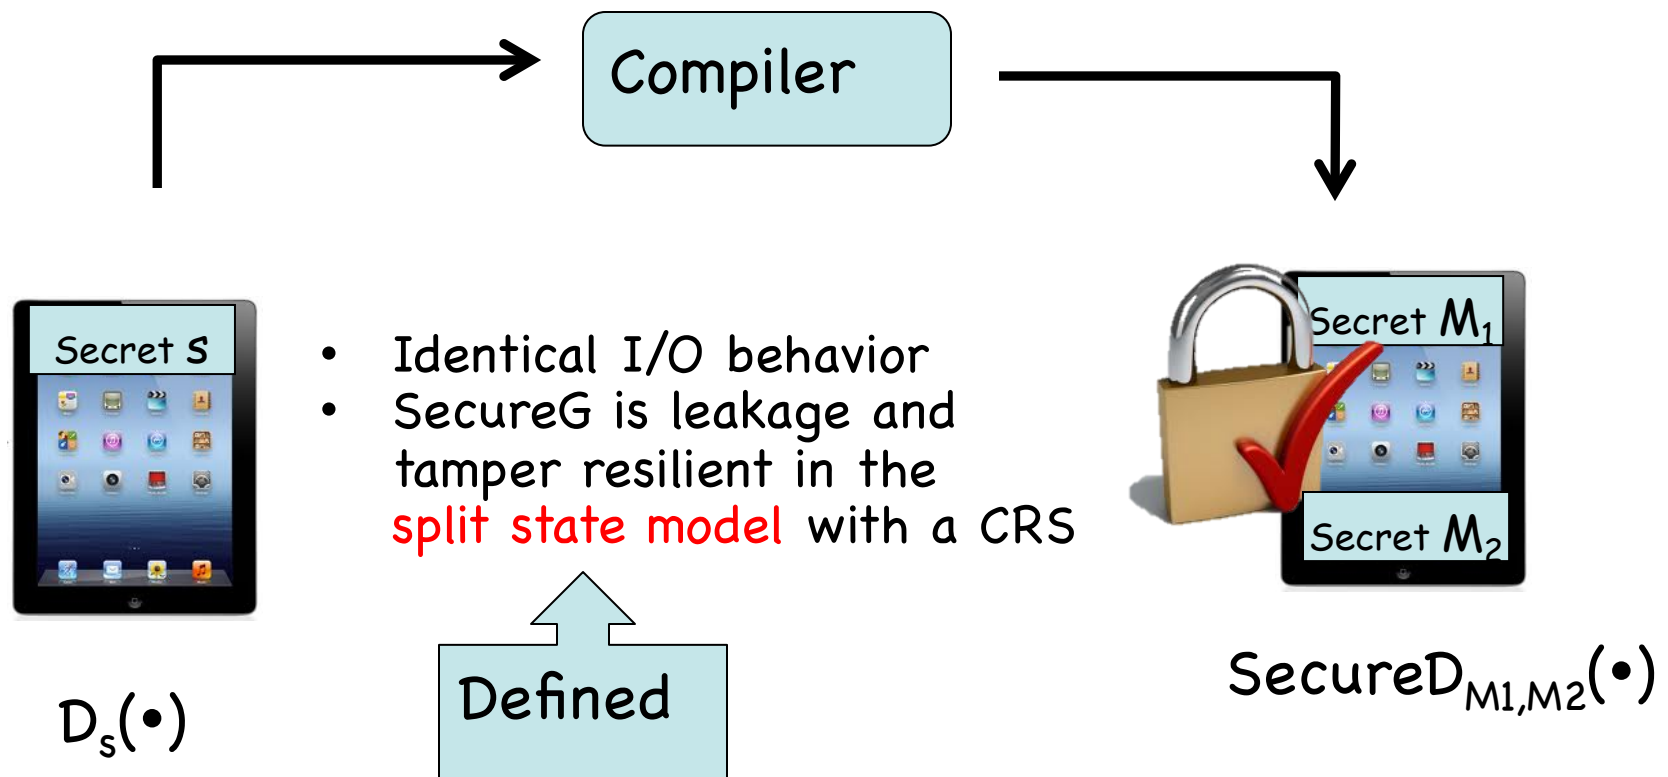 Compiler
Secret s
• Identical I/O behavior
• SecureG is leakage and
tamper resilient in the
split state model with a CRS
Secret M₁
Secret M₂
Defined
Dₛ(•)
SecureD_M1,M2(•)